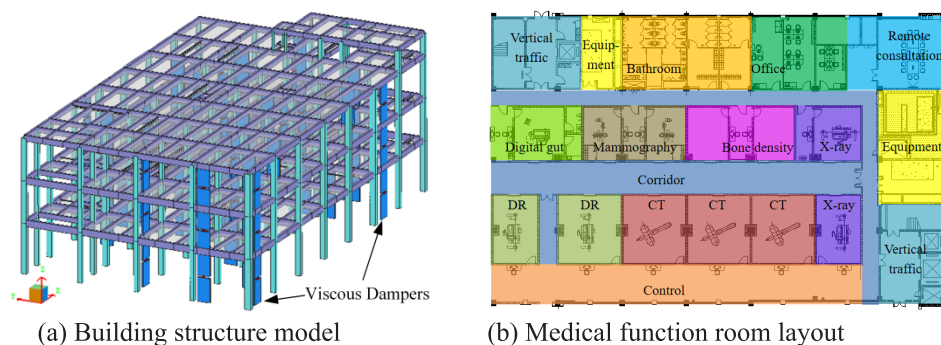 Viscous Dampers
Z
Y
X
(a) Building structure model
Vertical
traffic
Equip-
ment
Bathroom
Office
Remote
consultation
Digital gut
Mammography
Bone density
X-ray
Equipment
Corridor
DR
DR
CT
CT
CT
X-ray
Vertical
traffic
Control
(b) Medical function room layout